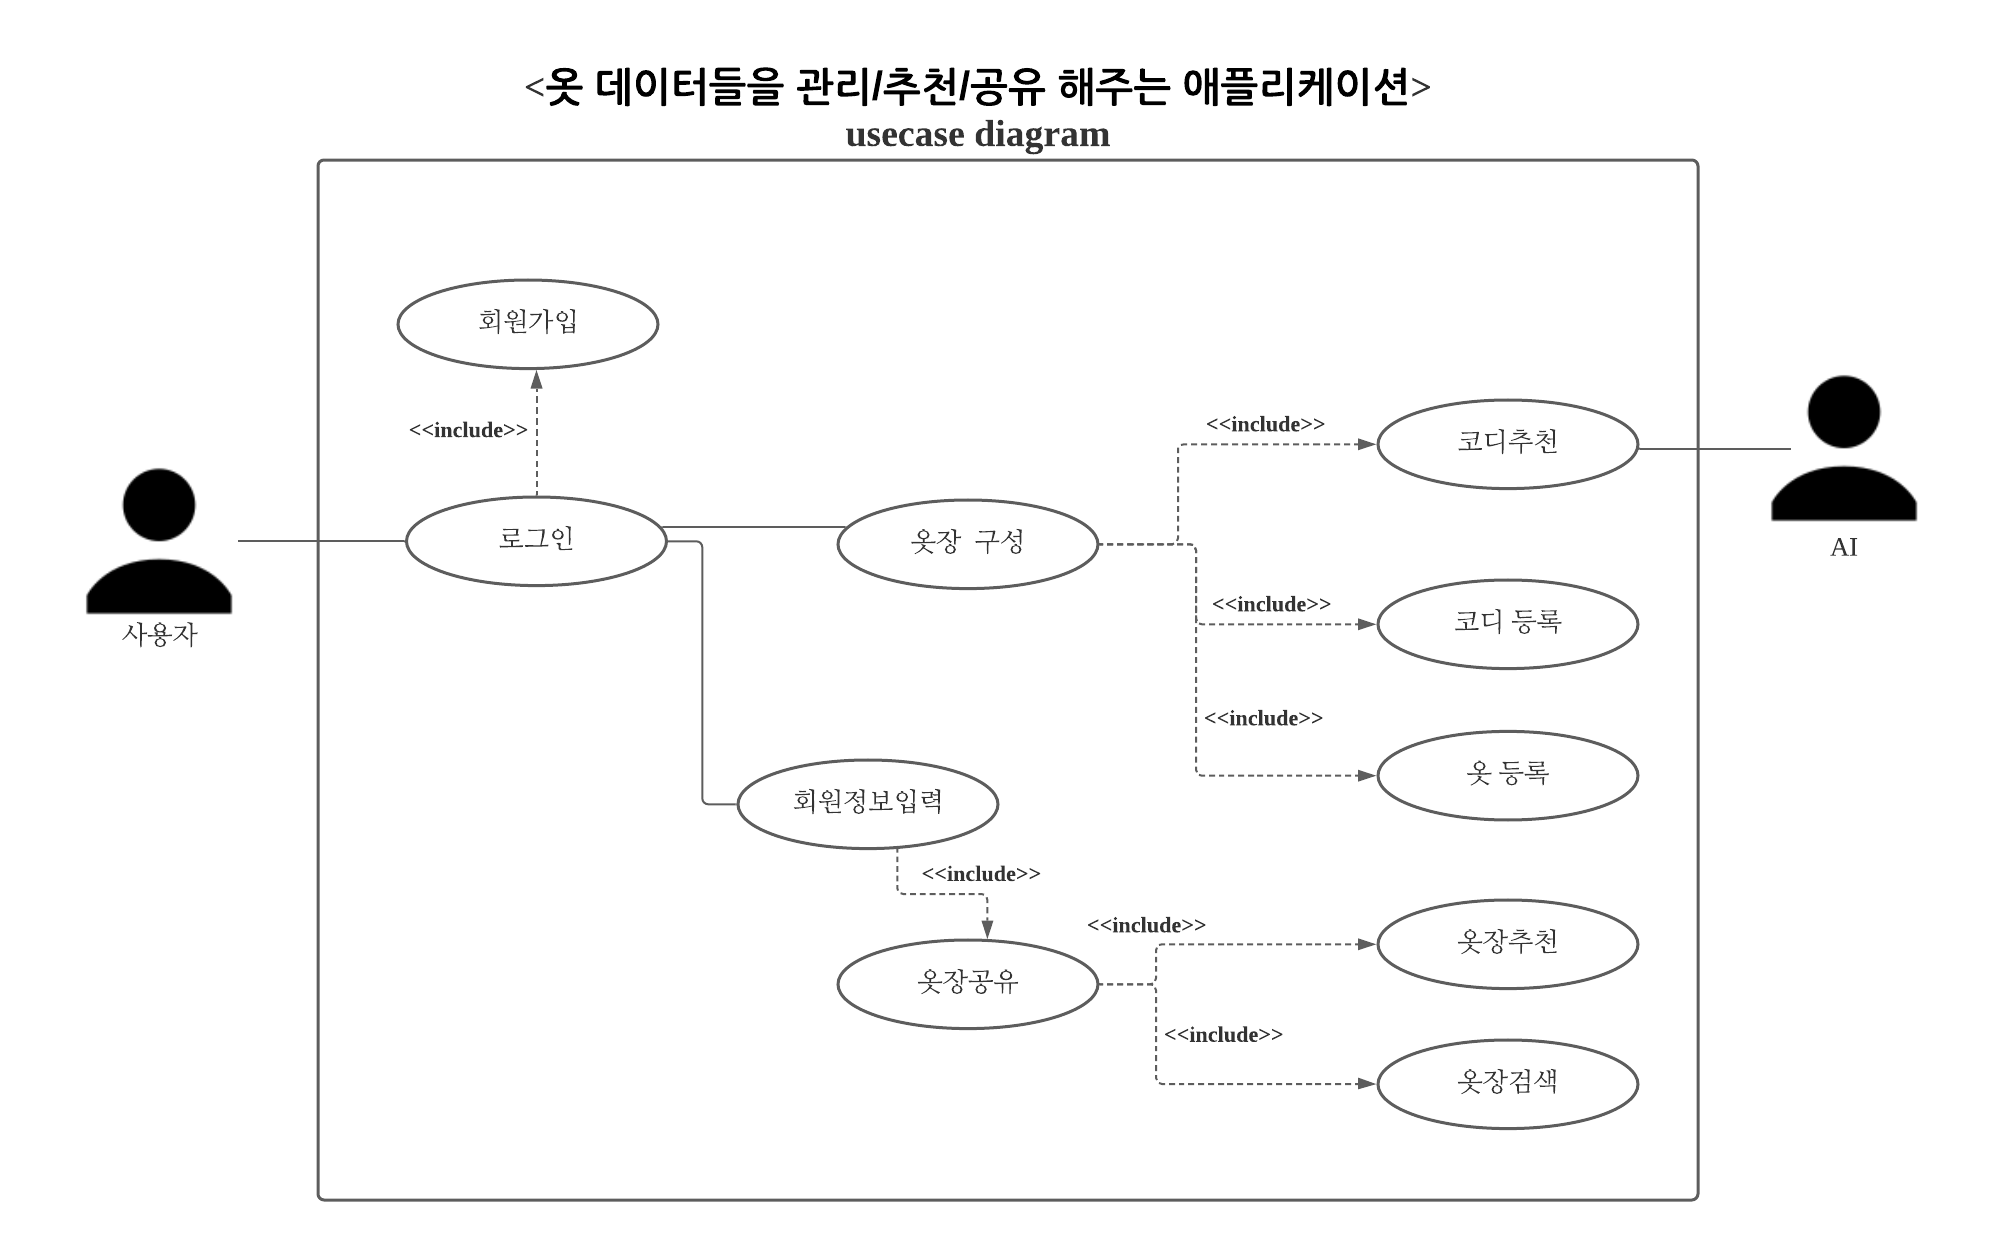 <옷 데이터들을 관리/추천/공유 해주는 애플리케이션>
usecase diagram
회원가입
<<include>>
로그인
사용자
옷장 구성
<<include>>
코디추천
AI
<<include>>
코디 등록
<<include>>
옷 등록
회원정보입력
<<include>>
옷장공유
<<include>>
옷장추천
<<include>>
옷장검색